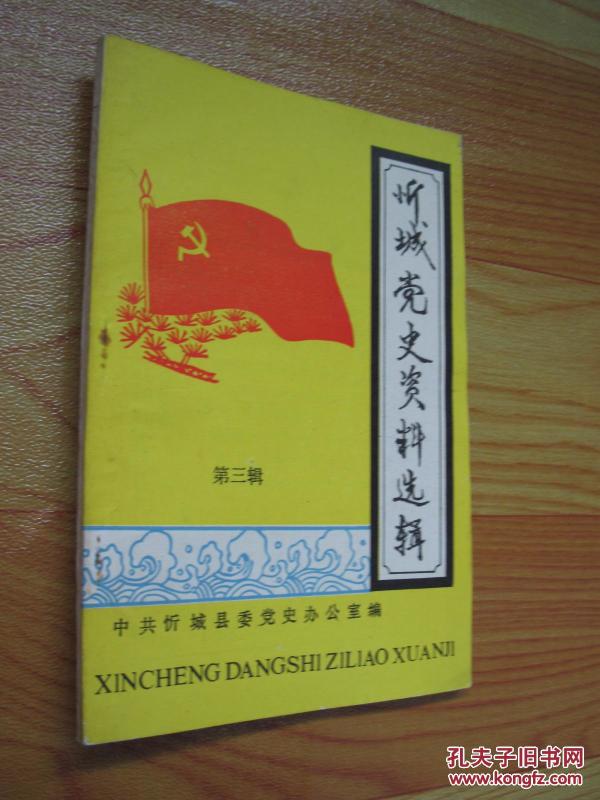 忻城党史资料选辑
第三辑
中共忻城县委党史办公室编
XINCHENG DANGSHI ZILIAO XUANJI
孔夫子旧书网
www.kongfz.com